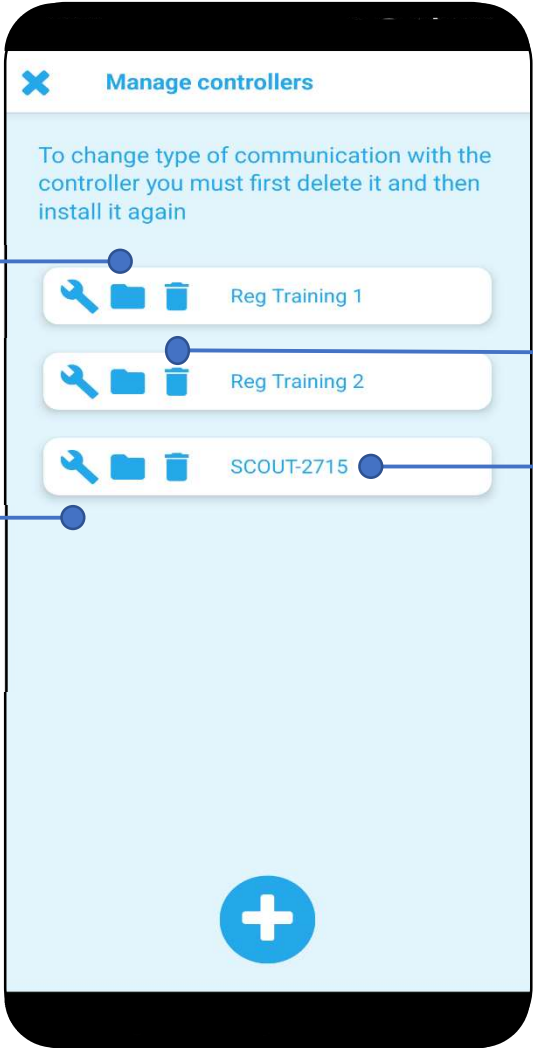 Manage controllers
To change type of communication with the
controller you must first delete it and then
install it again
Reg Training 1
Reg Training 2
SCOUT-2715